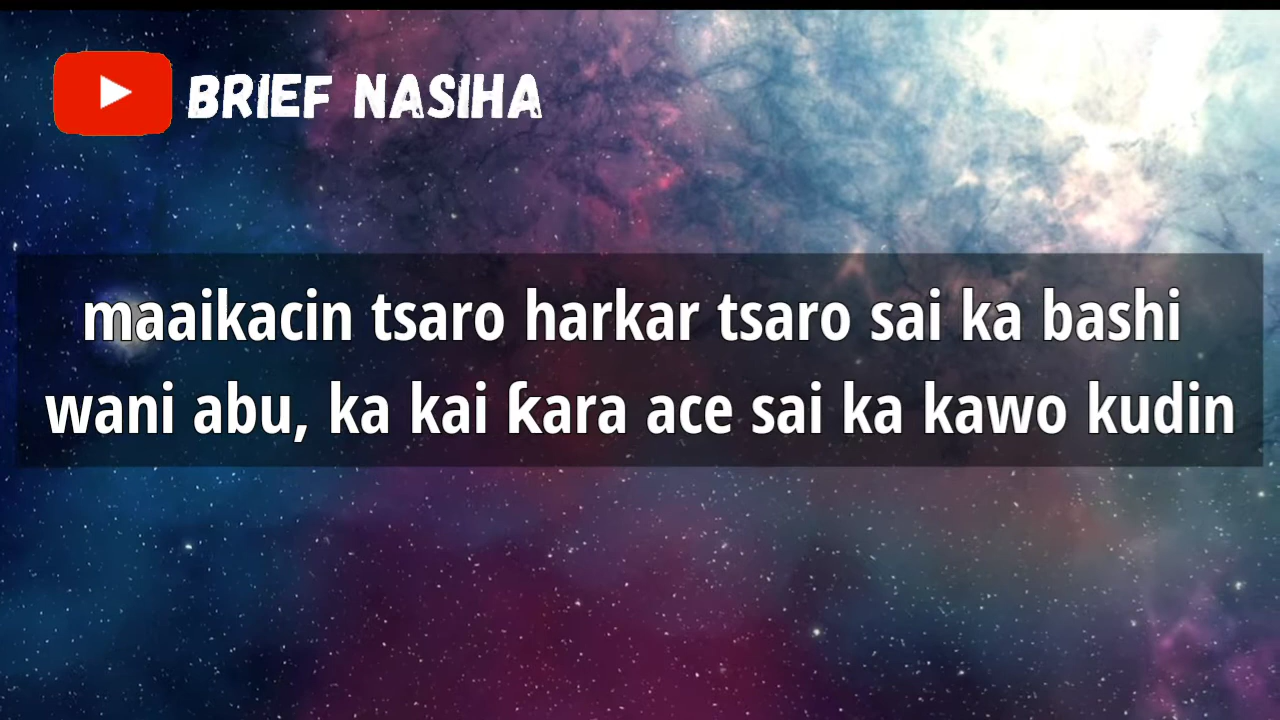 BRIEF NASIHA
maaikacin tsaro harkar tsaro sai ka bashi
wani abu, ka kai ƙara ace sai ka kawo kudin